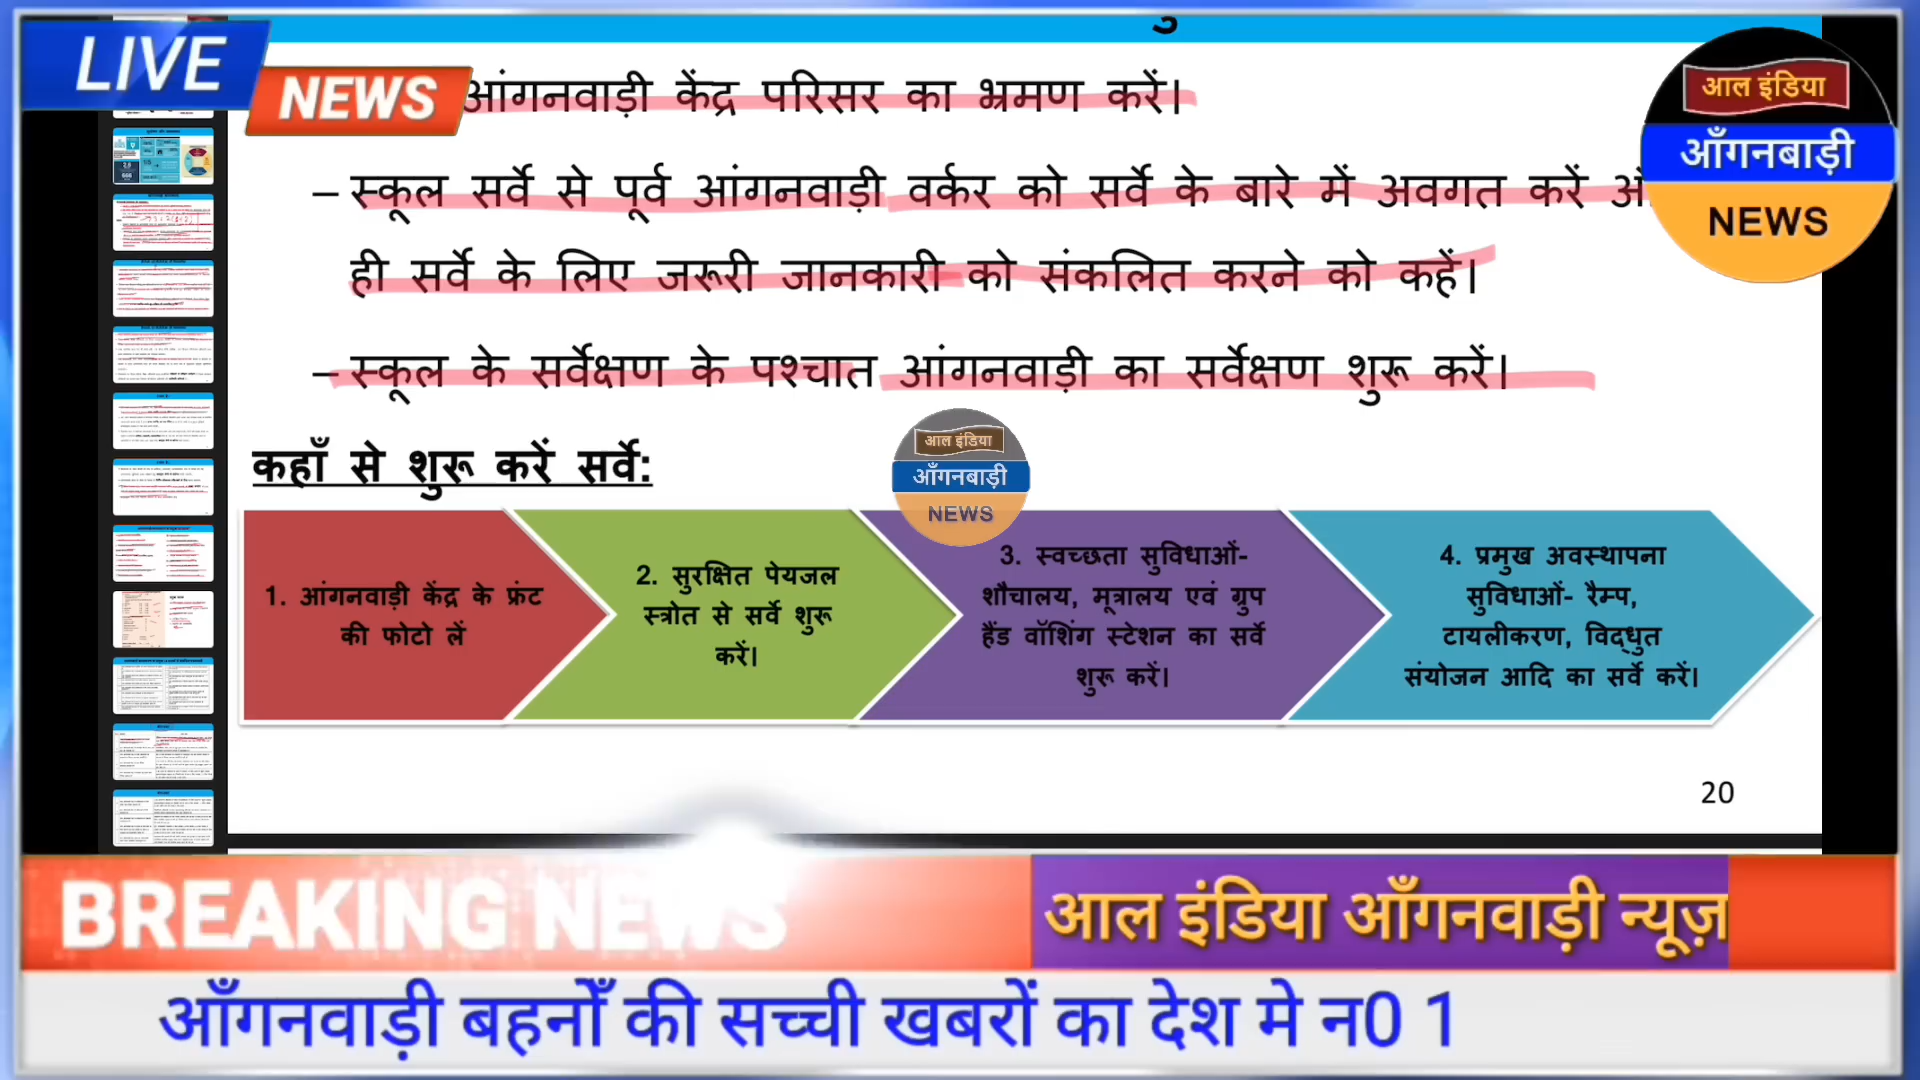 LIVE
NEWS
आंगनवाड़ी केंद्र परिसर का भ्रमण करें।
– स्कूल सर्वे से पूर्व आंगनवाड़ी वर्कर को सर्वे के बारे में अवगत करें
ही सर्वे के लिए जरूरी जानकारी को संकलित करने को कहें।
– स्कूल के सर्वेक्षण के पश्चात आंगनवाड़ी का सर्वेक्षण शुरू करें।
आल इंडिया
आँगनबाड़ी
NEWS
कहाँ से शुरू करें सर्वे:
आल इंडिया
आँगनबाड़ी
NEWS
1. आंगनवाड़ी केंद्र के फ्रंट
की फोटो लें
2. सुरक्षित पेयजल
स्त्रोत से सर्वे शुरू
करें।
3. स्वच्छता सुविधाओं-
शौचालय, मूत्रालय एवं ग्रुप
हैंड वॉशिंग स्टेशन का सर्वे
शुरू करें।
4. प्रमुख अवस्थापना
सुविधाओं- रैम्प,
टायलीकरण, विद्धुत
संयोजन आदि का सर्वे करें।
20
BREAKING NEWS
आल इंडिया आँगनवाड़ी न्यूज़
आँगनवाड़ी बहनोँ की सच्ची खबरों का देश मे न0 1